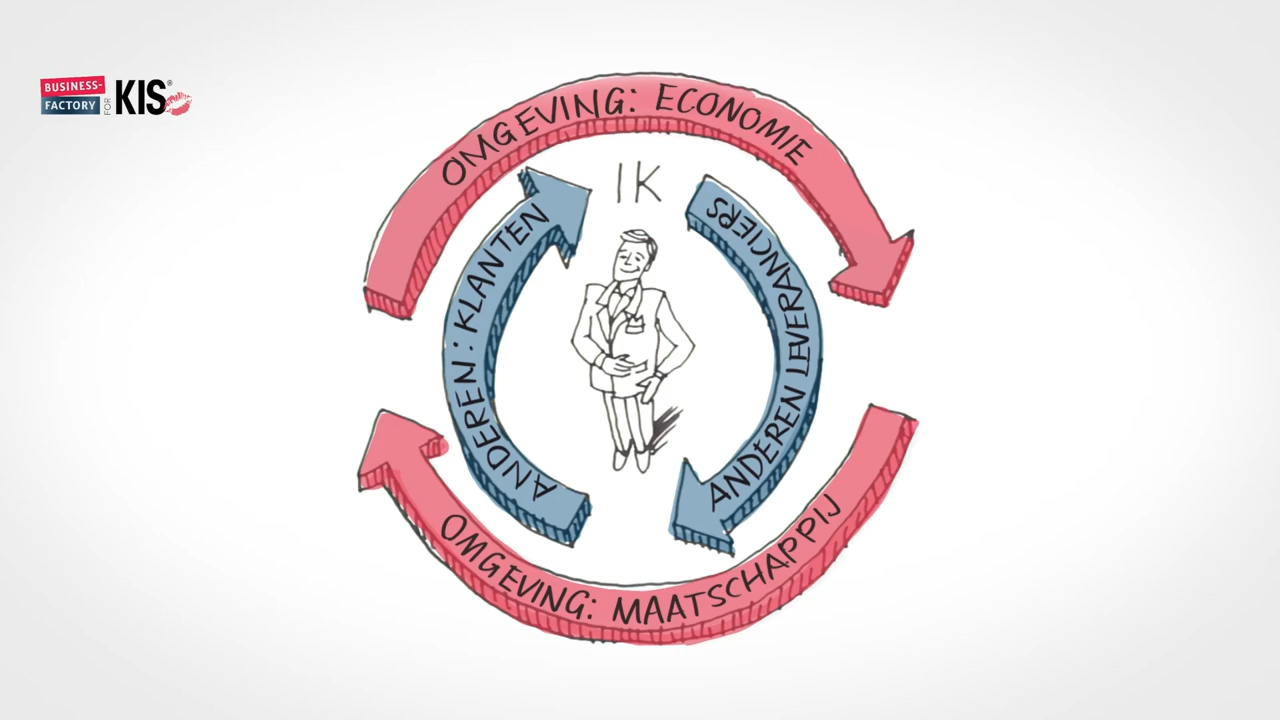 BUSINESS-
FACTORY
FOR
KIS®
OMGEVING: ECONOMIE
IK
ANDEREN: KLANTEN
ANDEREN LEVERANCIERS
OMGEVING: MAATSCHAPPIJ